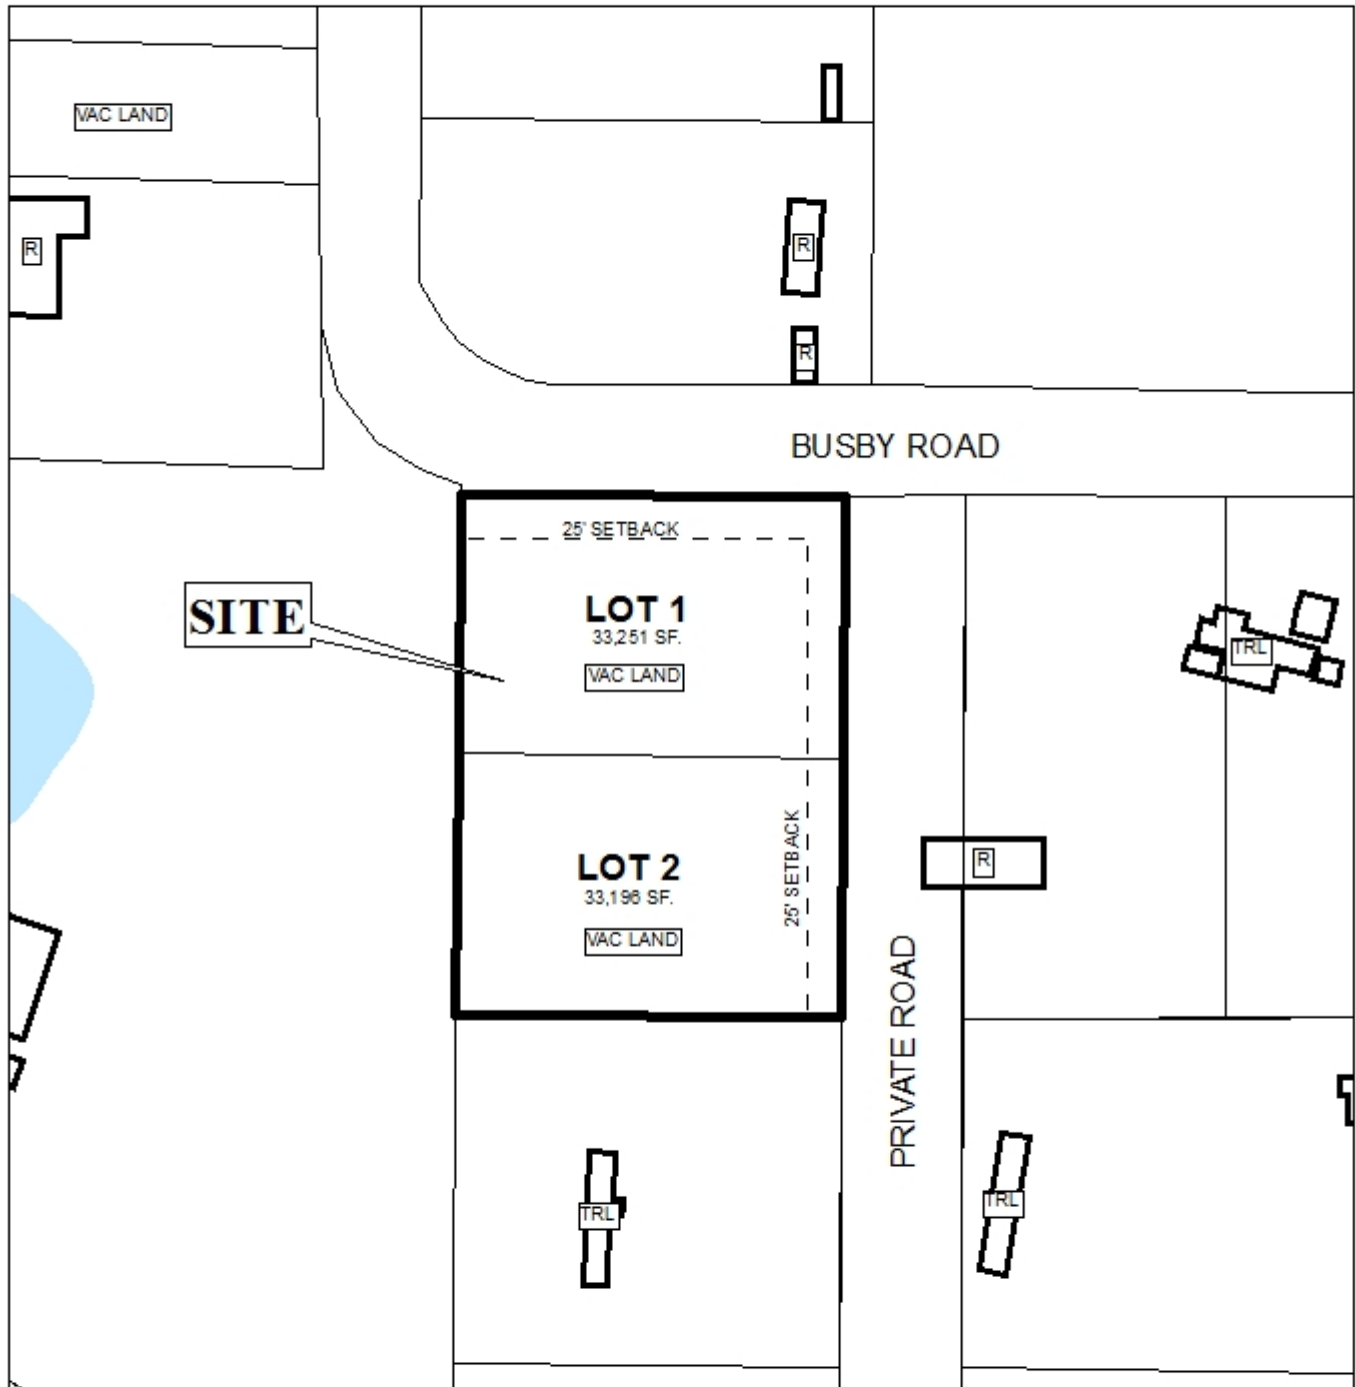 VAC LAND
R
R
R
BUSBY ROAD
25' SETBACK
SITE
LOT 1
33,251 SF.
VAC LAND
TRL
25' SETBACK
LOT 2
33,196 SF.
VAC LAND
R
PRIVATE ROAD
TRL
TRL